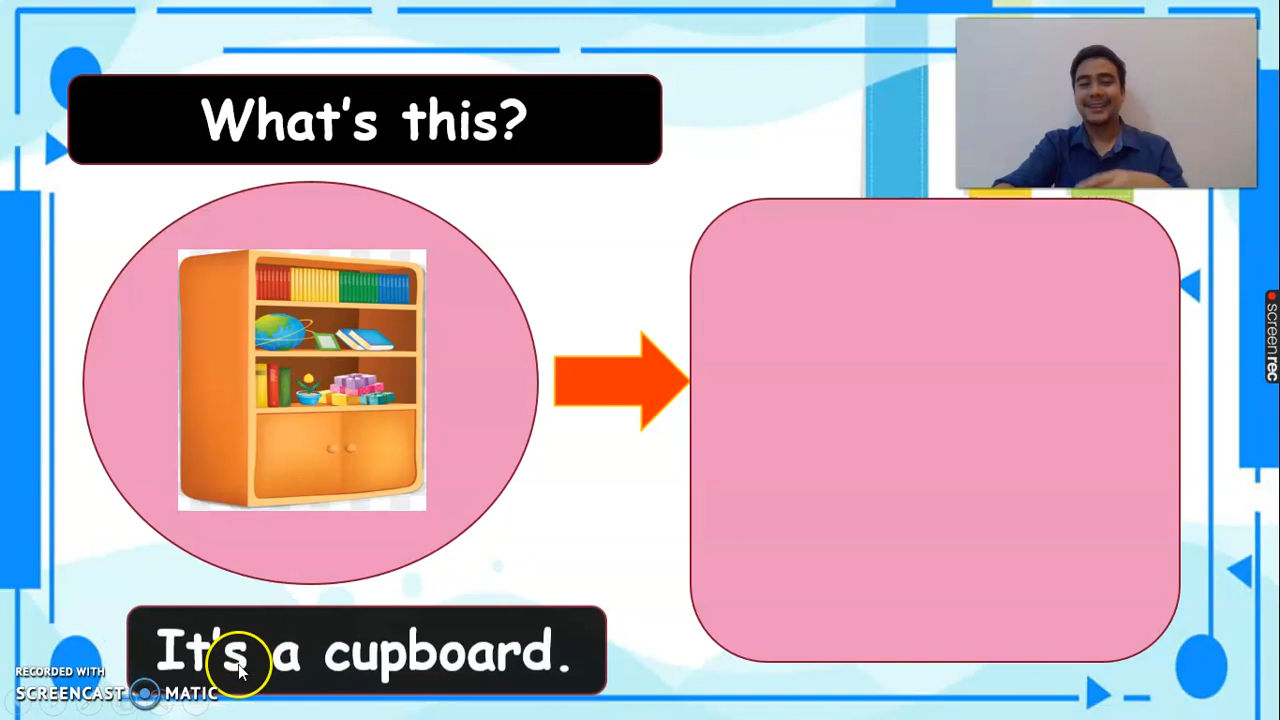 What's this?
It's a cupboard.
RECORDED WITH
SCREENCAST MATIC
screenrec